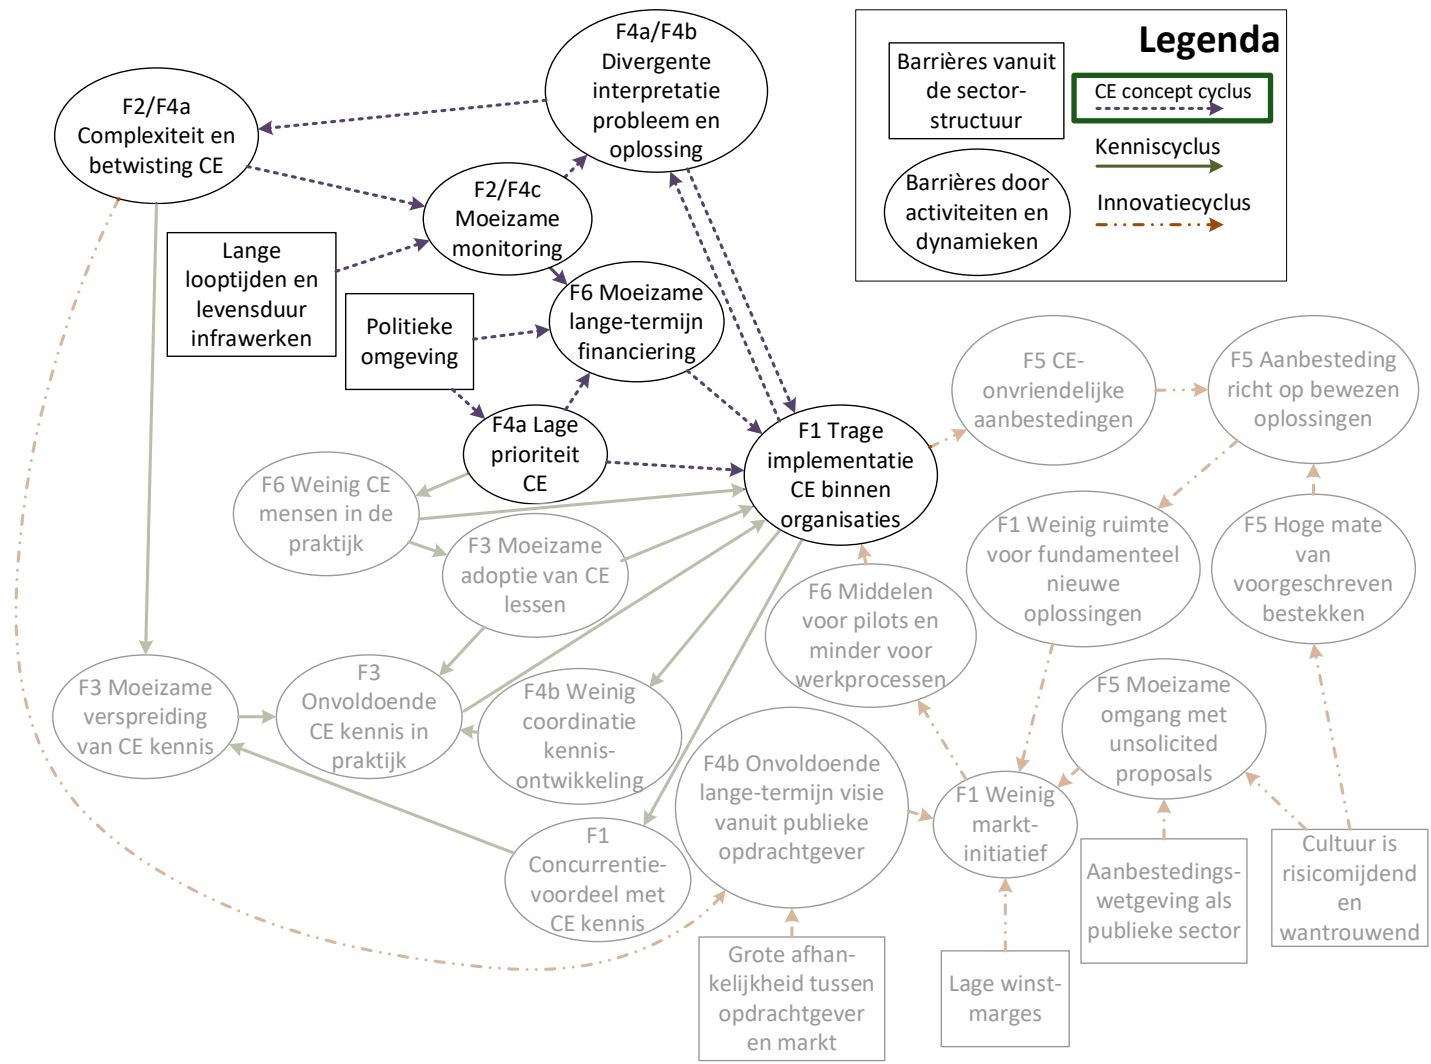 F4a/F4b
Divergente
interpretatie
probleem en
oplossing
Legenda
Barrières vanuit
de sector-
structuur
CE concept cyclus
Kenniscyclus
Innovatiecyclus
Barrières door
activiteiten en
dynamieken
F2/F4a
Complexiteit en
betwisting CE
F2/F4c
Moeizame
monitoring
Lange
looptijden en
levensduur
infrawerken
F6 Moeizame
lange-termijn
financiering
Politieke
omgeving
F4a Lage
prioriteit
CE
F1 Trage
implementatie
CE binnen
organisaties
F5 CE-
onvriendelijke
aanbestedingen
F5 Aanbesteding
richt op bewezen
oplossingen
F6 Weinig CE
mensen in de
praktijk
F3 Moeizame
adoptie van CE
lessen
F1 Weinig ruimte
voor fundamenteel
nieuwe
oplossingen
F5 Hoge mate
van
voorgeschreven
bestekken
F6 Middelen
voor pilots en
minder voor
werkprocessen
F3 Moeizame
verspreiding
van CE kennis
F3
Onvoldoende
CE kennis in
praktijk
F4b Weinig
coordinatie
kennis-
ontwikkeling
F5 Moeizame
omgang met
unsolicited
proposals
F4b Onvoldoende
lange-termijn visie
vanuit publieke
opdrachtgever
F1 Weinig
markt-
initiatief
F1
Concurrentie-
voordeel met
CE kennis
Aanbestedings-
wetgeving als
publieke sector
Cultuur is
risicomijdend
en
wantrouwend
Grote afhan-
kelijkheid tussen
opdrachtgever
en markt
Lage winst-
marges